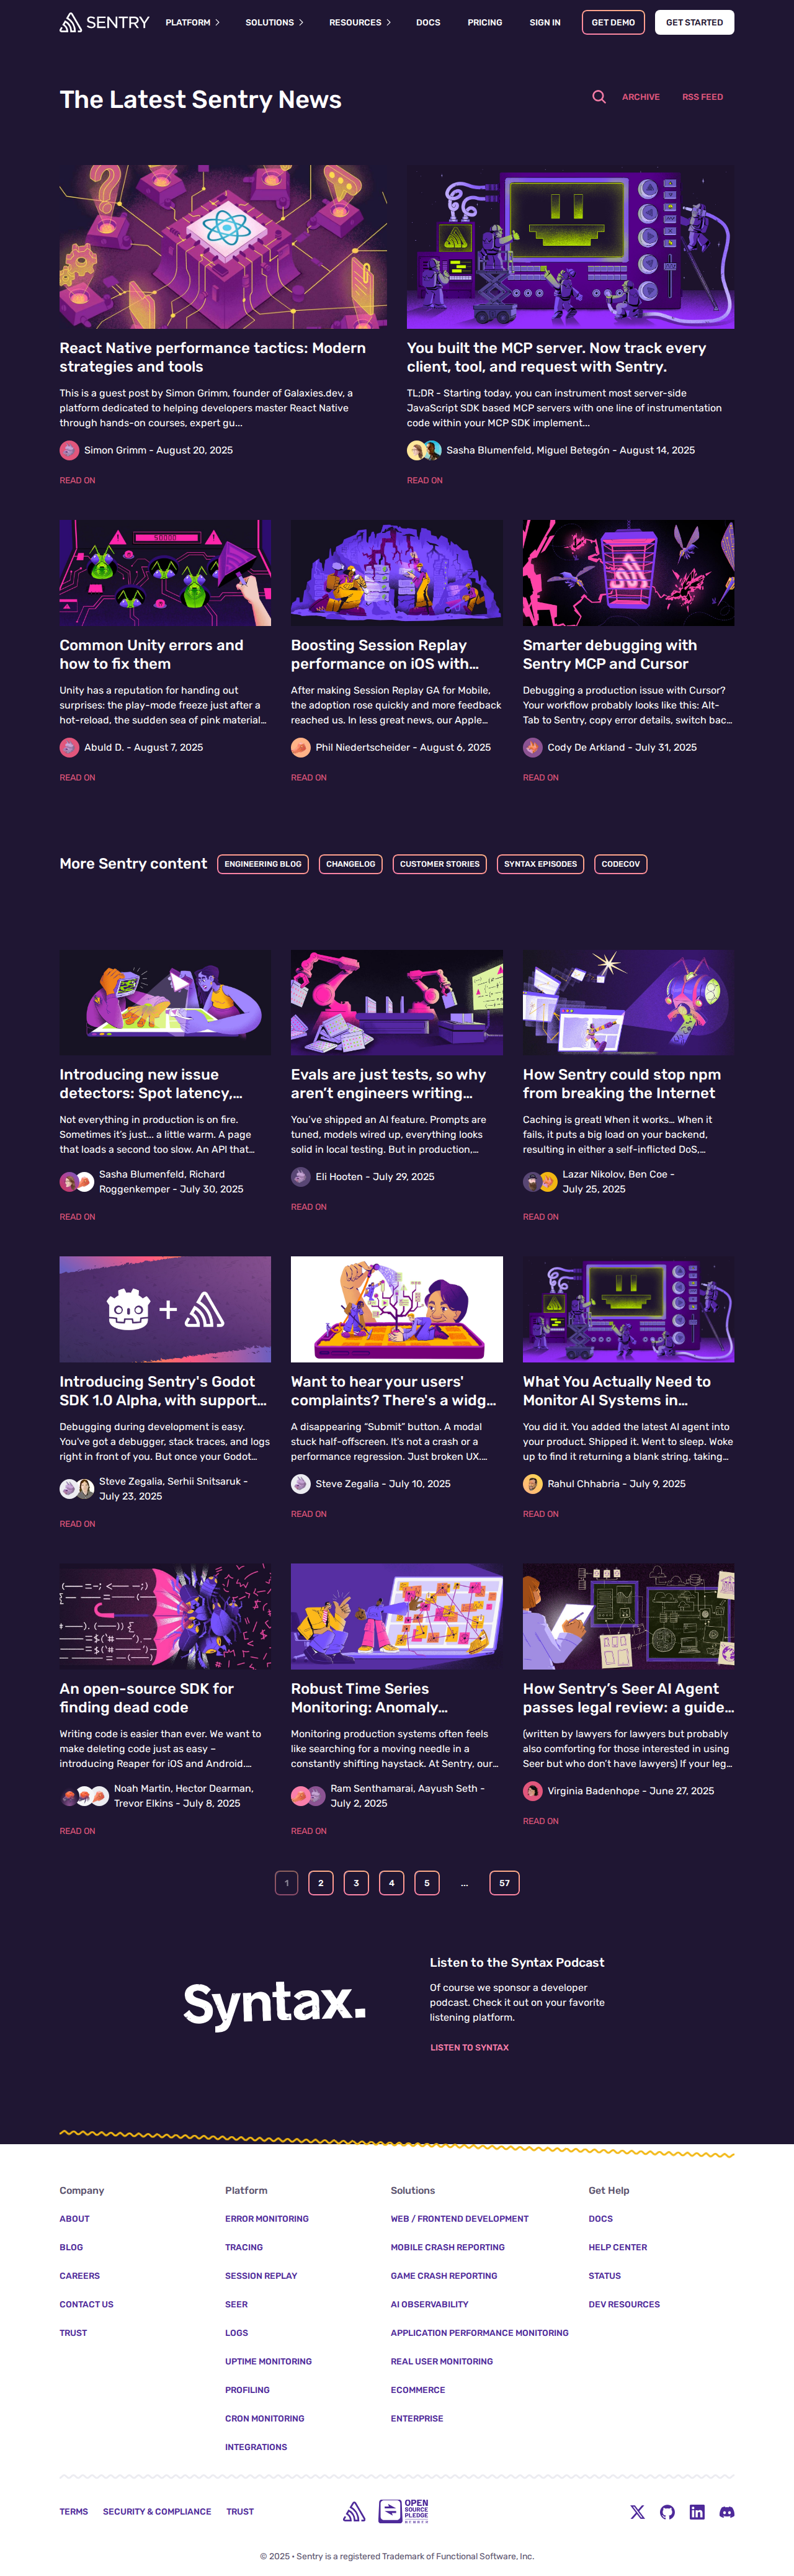 SENTRY PLATFORM SOLUTIONS RESOURCES DOCS PRICING SIGN IN GET DEMO GET STARTED
The Latest Sentry News
ARCHIVE RSS FEED
React Native performance tactics: Modern
strategies and tools
This is a guest post by Simon Grimm, founder of Galaxies.dev, a
platform dedicated to helping developers master React Native
through hands-on courses, expert gu...
Simon Grimm - August 20, 2025
READ ON
You built the MCP server. Now track every
client, tool, and request with Sentry.
TL;DR - Starting today, you can instrument most server-side
JavaScript SDK based MCP servers with one line of instrumentation
code within your MCP SDK implement...
Sasha Blumenfeld, Miguel Betegón - August 14, 2025
READ ON
Common Unity errors and
how to fix them
Unity has a reputation for handing out
surprises: the play-mode freeze just after a
hot-reload, the sudden sea of pink material...
Abuld D. - August 7, 2025
READ ON
Boosting Session Replay
performance on iOS with...
After making Session Replay GA for Mobile,
the adoption rose quickly and more feedback
reached us. In less great news, our Apple...
Phil Niedertscheider - August 6, 2025
READ ON
Smarter debugging with
Sentry MCP and Cursor
Debugging a production issue with Cursor?
Your workflow probably looks like this: Alt-
Tab to Sentry, copy error details, switch bac...
Cody De Arkland - July 31, 2025
READ ON
More Sentry content ENGINEERING BLOG CHANGELOG CUSTOMER STORIES SYNTAX EPISODES CODECOV
Introducing new issue
detectors: Spot latency,...
Not everything in production is on fire.
Sometimes it's just... a little warm. A page
that loads a second too slow. An API that...
Sasha Blumenfeld, Richard
Roggenkemper - July 30, 2025
READ ON
Evals are just tests, so why
aren't engineers writing...
You've shipped an AI feature. Prompts are
tuned, models wired up, everything looks
solid in local testing. But in production,...
Eli Hooten - July 29, 2025
READ ON
How Sentry could stop npm
from breaking the Internet
Caching is great! When it works... When it
fails, it puts a big load on your backend,
resulting in either a self-inflicted DoS,...
Lazar Nikolov, Ben Coe -
July 25, 2025
READ ON
Introducing Sentry's Godot
SDK 1.0 Alpha, with support...
Debugging during development is easy.
You've got a debugger, stack traces, and logs
right in front of you. But once your Godot...
Steve Zegalia, Serhii Snitsaruk -
July 23, 2025
READ ON
Want to hear your users'
complaints? There's a widg...
A disappearing "Submit" button. A modal
stuck half-offscreen. It's not a crash or a
performance regression. Just broken UX....
Steve Zegalia - July 10, 2025
READ ON
What You Actually Need to
Monitor AI Systems in...
You did it. You added the latest AI agent into
your product. Shipped it. Went to sleep. Woke
up to find it returning a blank string, taking...
Rahul Chhabria - July 9, 2025
READ ON
An open-source SDK for
finding dead code
Writing code is easier than ever. We want to
make deleting code just as easy –
introducing Reaper for iOS and Android....
Noah Martin, Hector Dearman,
Trevor Elkins - July 8, 2025
READ ON
Robust Time Series
Monitoring: Anomaly...
Monitoring production systems often feels
like searching for a moving needle in a
constantly shifting haystack. At Sentry, our...
Ram Senthamarai, Aayush Seth -
July 2, 2025
READ ON
How Sentry's Seer AI Agent
passes legal review: a guide...
(written by lawyers for lawyers but probably
also comforting for those interested in using
Seer but who don't have lawyers) If your leg...
Virginia Badenhope - June 27, 2025
READ ON
1 2 3 4 5 ... 57
Syntax.
Listen to the Syntax Podcast
Of course we sponsor a developer
podcast. Check it out on your favorite
listening platform.
LISTEN TO SYNTAX
Company
ABOUT
BLOG
CAREERS
CONTACT US
TRUST
Platform
ERROR MONITORING
TRACING
SESSION REPLAY
SEER
LOGS
UPTIME MONITORING
PROFILING
CRON MONITORING
INTEGRATIONS
Solutions
WEB / FRONTEND DEVELOPMENT
MOBILE CRASH REPORTING
GAME CRASH REPORTING
AI OBSERVABILITY
APPLICATION PERFORMANCE MONITORING
REAL USER MONITORING
ECOMMERCE
ENTERPRISE
Get Help
DOCS
HELP CENTER
STATUS
DEV RESOURCES
TERMS SECURITY & COMPLIANCE TRUST
OPEN
SOURCE
PLEDGE
MEMBER
© 2025 • Sentry is a registered Trademark of Functional Software, Inc.